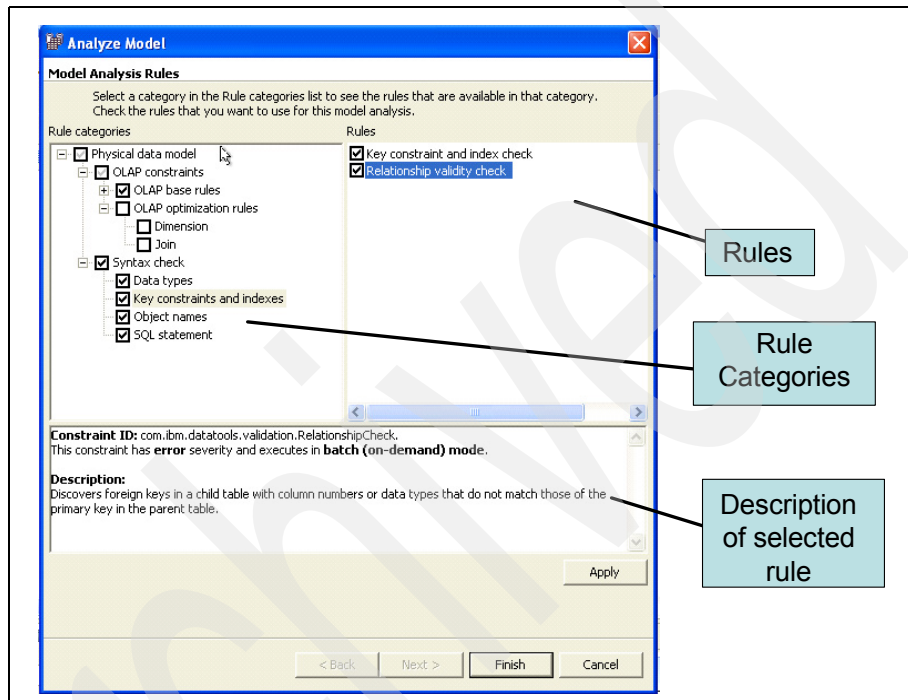 Analyze Model
Model Analysis Rules
Select a category in the Rule categories list to see the rules that are available in that category.
Check the rules that you want to use for this model analysis.
Rule categories
Rules
Physical data model
OLAP constraints
OLAP base rules
OLAP optimization rules
Dimension
Join
Syntax check
Data types
Key constraints and indexes
Object names
SQL statement
Key constraint and index check
Relationship validity check
Rules
Rule
Categories
Constraint ID: com.ibm.datatools.validation.RelationshipCheck.
This constraint has error severity and executes in batch (on-demand) mode.
Description:
Discovers foreign keys in a child table with column numbers or data types that do not match those of the
primary key in the parent table.
Description
of selected
rule
Apply
< Back
Next >
Finish
Cancel